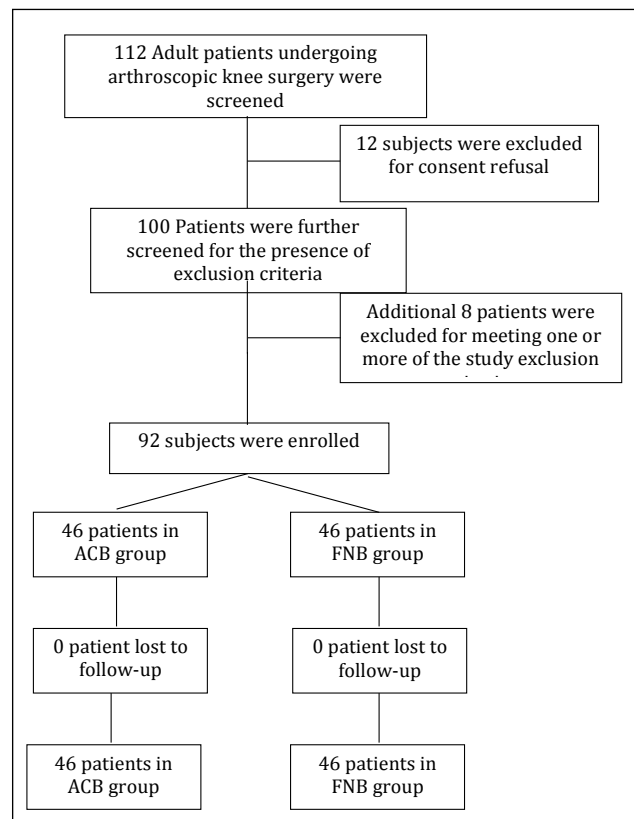 112 Adult patients undergoing
arthroscopic knee surgery were
screened
12 subjects were excluded
for consent refusal
100 Patients were further
screened for the presence of
exclusion criteria
Additional 8 patients were
excluded for meeting one or
more of the study exclusion
92 subjects were enrolled
46 patients in
ACB group
46 patients in
FNB group
0 patient lost to
follow-up
0 patient lost to
follow-up
46 patients in
ACB group
46 patients in
FNB group